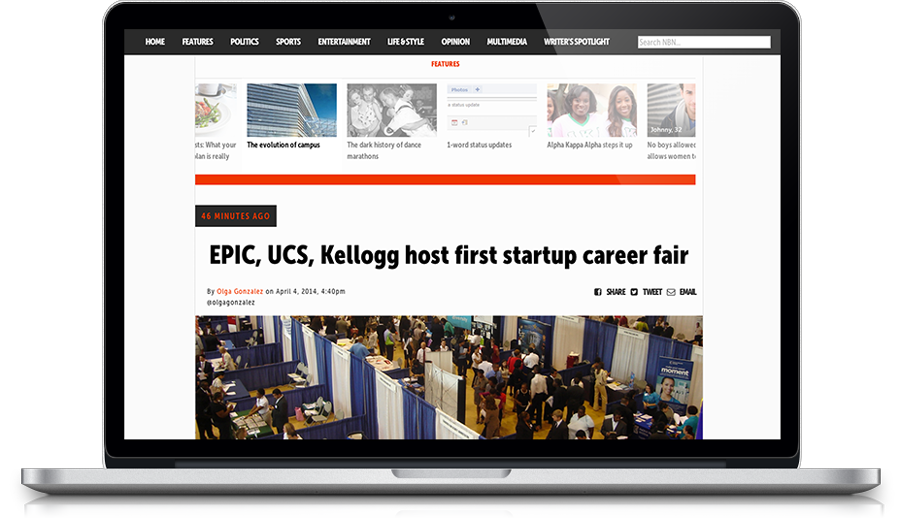 HOME FEATURES POLITICS SPORTS ENTERTAINMENT LIFE & STYLE OPINION MULTIMEDIA WRITER'S SPOTLIGHT Search NBN...
FEATURES
Photos
a status update
Johnny, 32
sts: What your
plan is really
The evolution of campus
The dark history of dance
marathons
1-word status updates
Alpha Kappa Alpha steps it up
No boys allowed
allows women to
46 MINUTES AGO
EPIC, UCS, Kellogg host first startup career fair
By Olga Gonzalez on April 4, 2014, 4:40pm
@olgagonzalez
SHARE TWEET EMAIL
moment